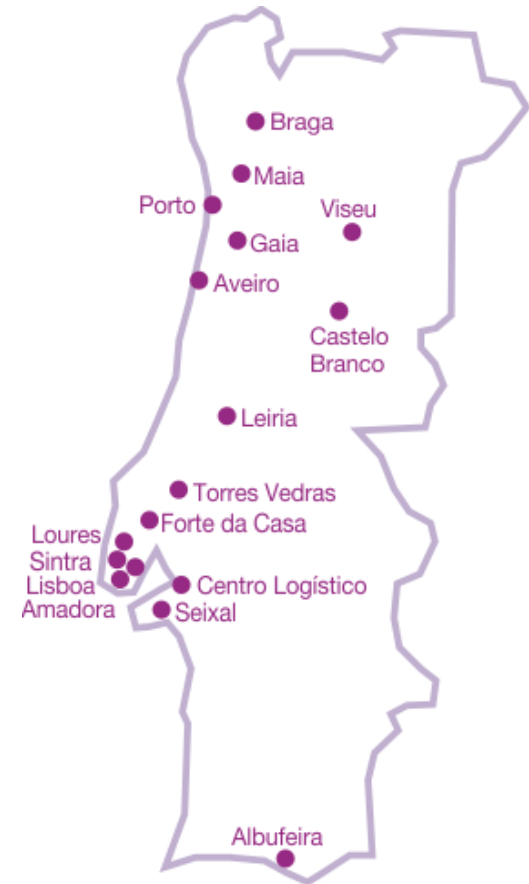 Braga
Maia
Porto
Viseu
Gaia
Aveiro
Castelo
Branco
Leiria
Torres Vedras
Forte da Casa
Loures
Sintra
Lisboa
Amadora
Centro Logístico
Seixal
Albufeira